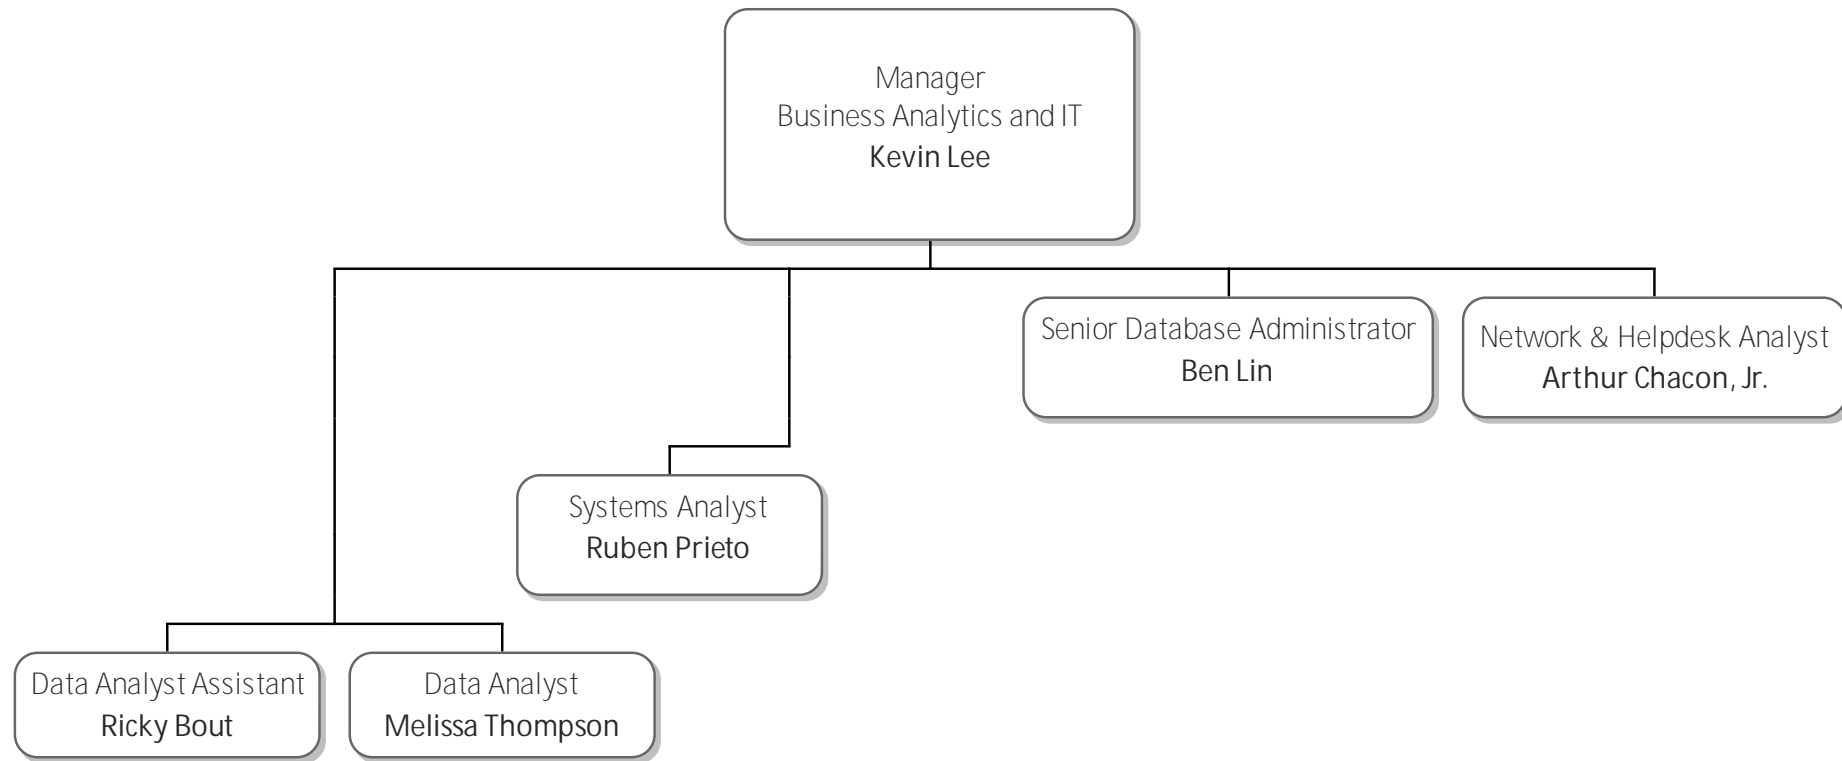 Manager
Business Analytics and IT
Kevin Lee
Senior Database Administrator
Ben Lin
Network & Helpdesk Analyst
Arthur Chacon, Jr.
Systems Analyst
Ruben Prieto
Data Analyst Assistant
Ricky Bout
Data Analyst
Melissa Thompson